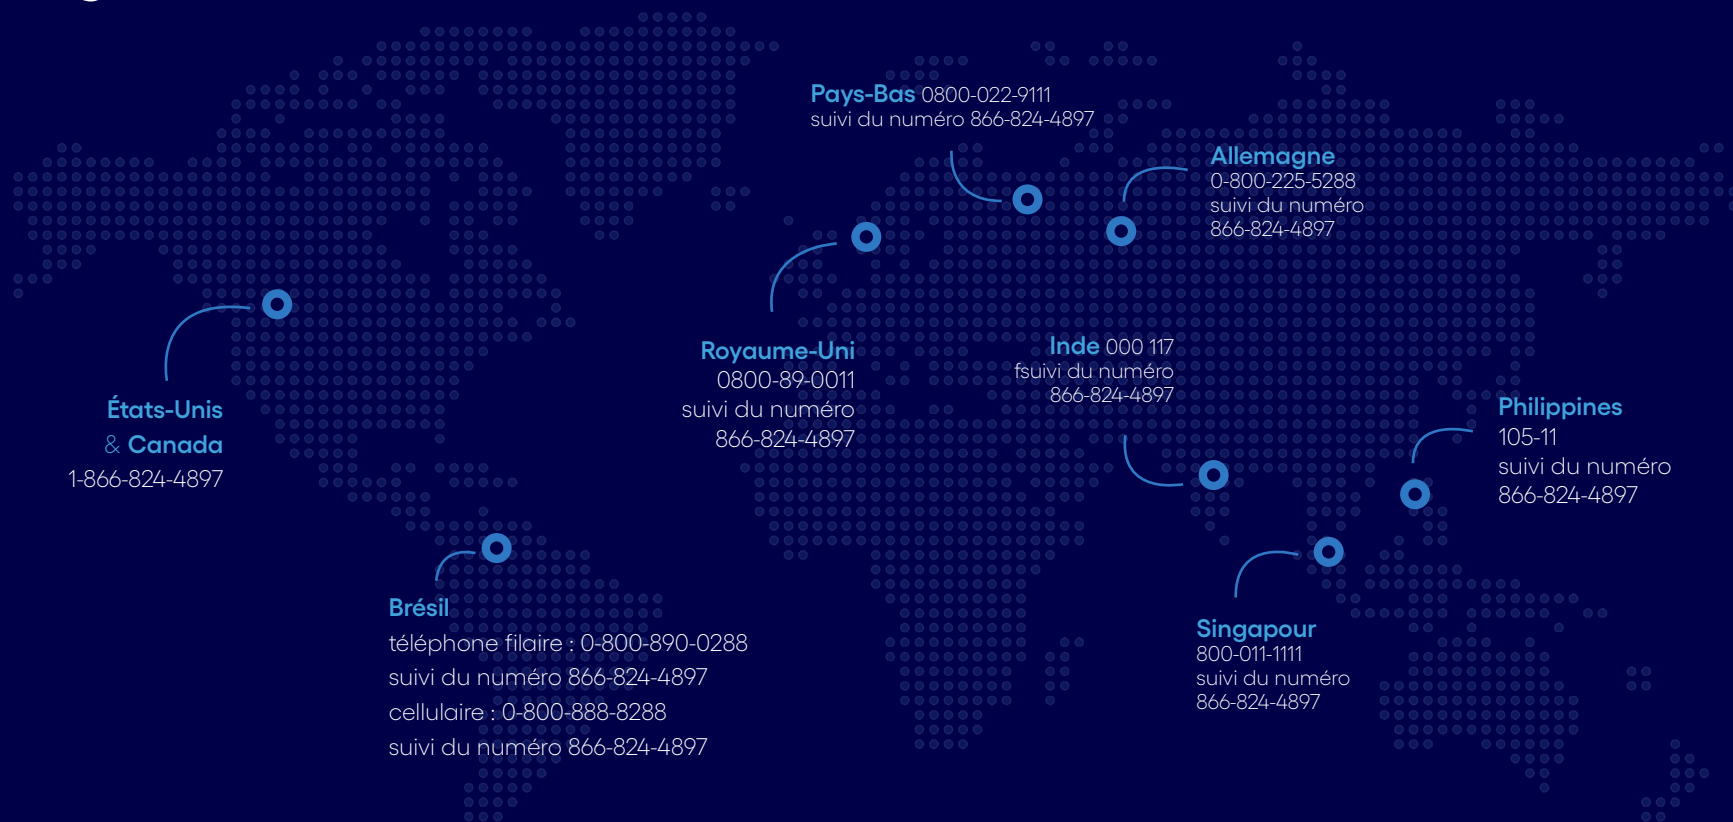 Pays-Bas 0800-022-9111
suivi du numéro 866-824-4897
Allemagne
0-800-225-5288
suivi du numéro
866-824-4897
Royaume-Uni
0800-89-0011
suivi du numéro
866-824-4897
Inde 000 117
fsuivi du numéro
866-824-4897
États-Unis
& Canada
1-866-824-4897
Philippines
105-11
suivi du numéro
866-824-4897
Brésil
téléphone filaire : 0-800-890-0288
suivi du numéro 866-824-4897
cellulaire : 0-800-888-8288
suivi du numéro 866-824-4897
Singapour
800-011-1111
suivi du numéro
866-824-4897